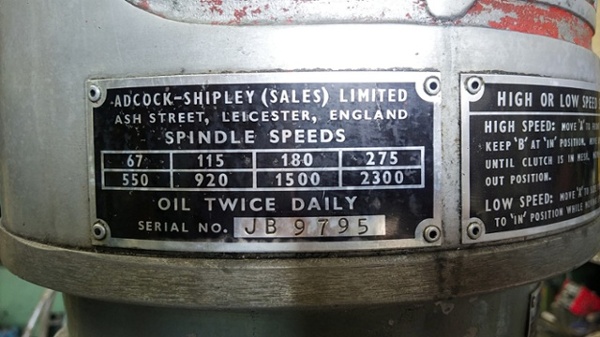 ADCOCK-SHIPLEY (SALES) LIMITED
ASH STREET, LEICESTER, ENGLAND
SPINDLE SPEEDS
67 115 180 275
550 920 1500 2300
OIL TWICE DAILY
SERIAL NO. JB9795
HIGH OR LOW SPEED
HIGH SPEED: MOVE 'A' TO
KEEP 'B' AT 'IN' POSITION. MOVE
UNTIL CLUTCH IS IN MESH.
OUT POSITION.
LOW SPEED: MOVE 'A' TO
TO 'IN' POSITION WHILE